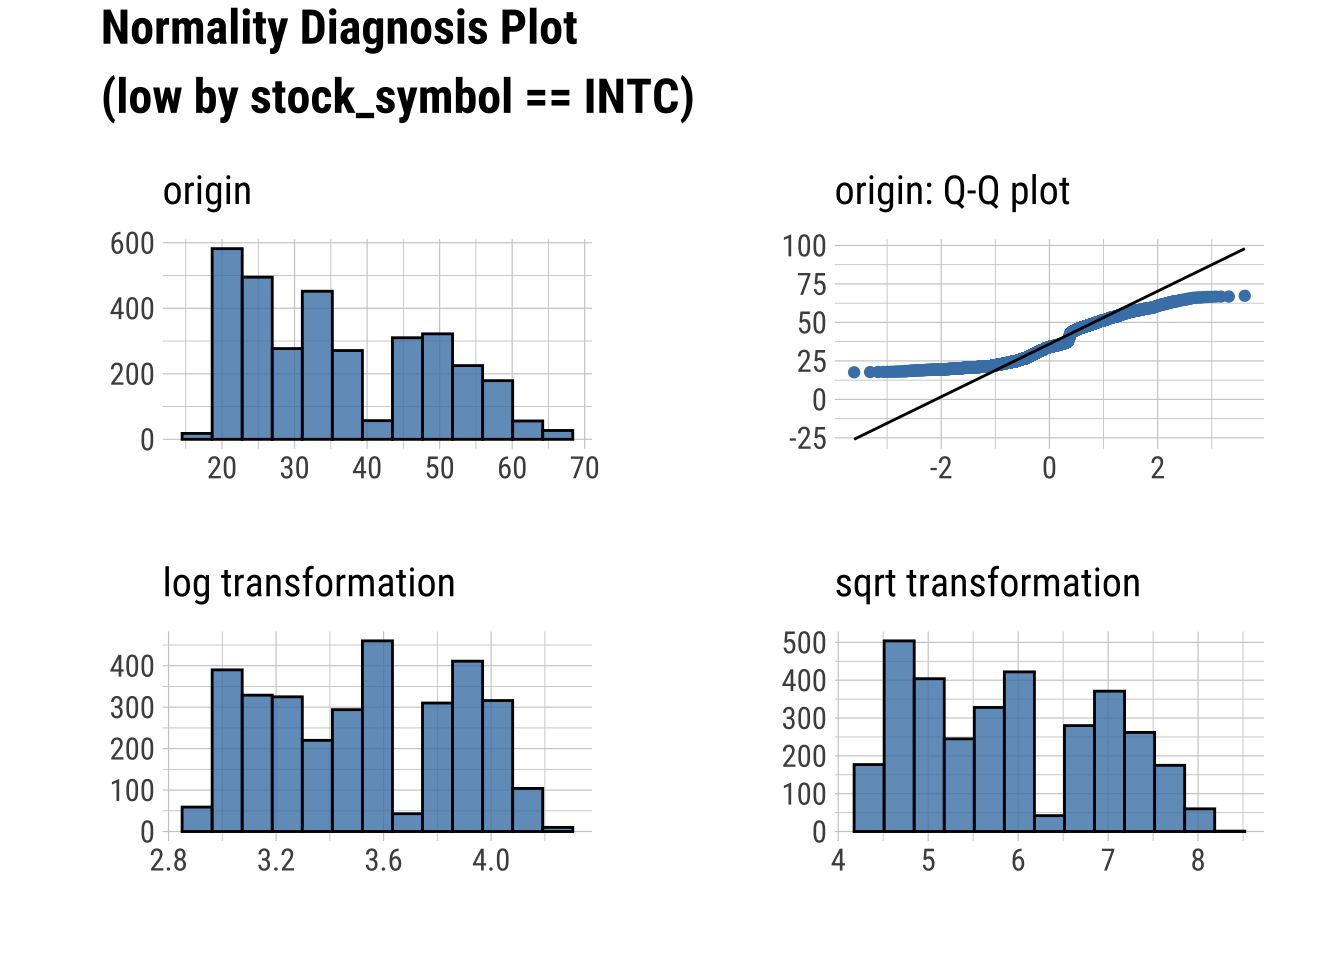 Normality Diagnosis Plot
(low by stock_symbol == INTC)
origin
600
400
200
0
20 30 40 50 60 70
origin: Q-Q plot
100
75
50
25
0
-25
-2 0 2
log transformation
400
300
200
100
0
2.8 3.2 3.6 4.0
sqrt transformation
500
400
300
200
100
0
4 5 6 7 8